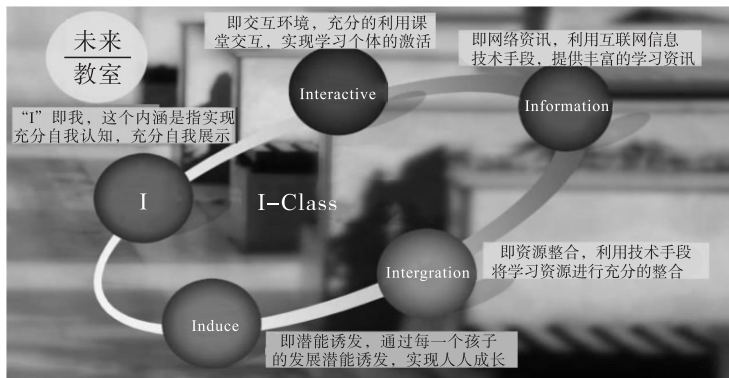 未来
教室
即交互环境，充分的利用课
堂交互，实现学习个体的激活
即网络资讯，利用互联网信息
技术手段，提供丰富的学习资讯
Interactive
Information
“I”即我，这个内涵是指实现
充分自我认知，充分自我展示
I
I-Class
Intergration
即资源整合，利用技术手段
将学习资源进行充分的整合
Induce
即潜能诱发，通过每一个孩子
的发展潜能诱发，实现人人成长